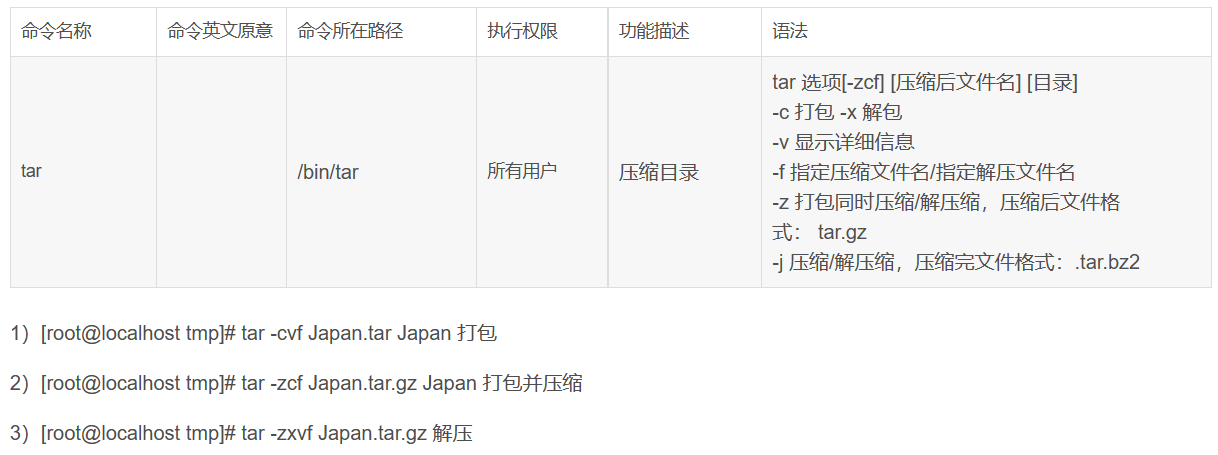 命令名称 命令英文原意 命令所在路径 执行权限 功能描述 语法
tar /bin/tar 所有用户 压缩目录
tar 选项[-zcf] [压缩后文件名] [目录]
-c 打包 -x 解包
-v 显示详细信息
-f 指定压缩文件名/指定解压文件名
-z 打包同时压缩/解压缩，压缩后文件格
式： tar.gz
-j 压缩/解压缩，压缩完文件格式：.tar.bz2
1）[root@localhost tmp]# tar -cvf Japan.tar Japan 打包
2）[root@localhost tmp]# tar -zcf Japan.tar.gz Japan 打包并压缩
3）[root@localhost tmp]# tar -zxvf Japan.tar.gz 解压